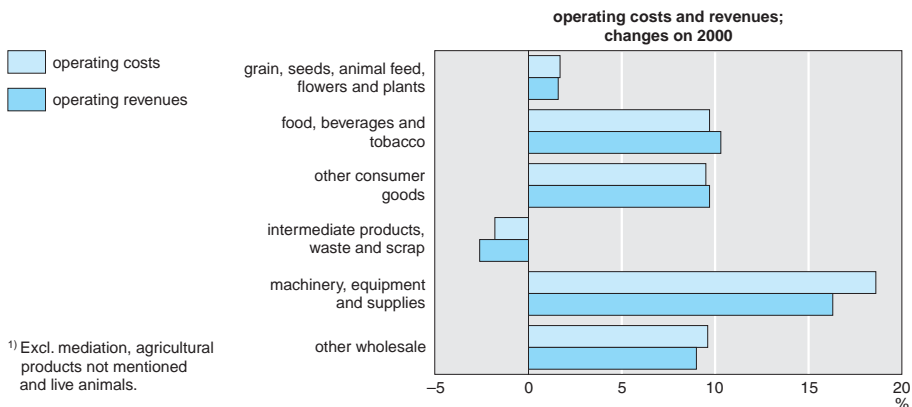 operating costs and revenues;
changes on 2000
operating costs
operating revenues
grain, seeds, animal feed,
flowers and plants
food, beverages and
tobacco
other consumer
goods
intermediate products,
waste and scrap
machinery, equipment
and supplies
other wholesale
1) Excl. mediation, agricultural
products not mentioned
and live animals.
–5 0 5 10 15 20
%